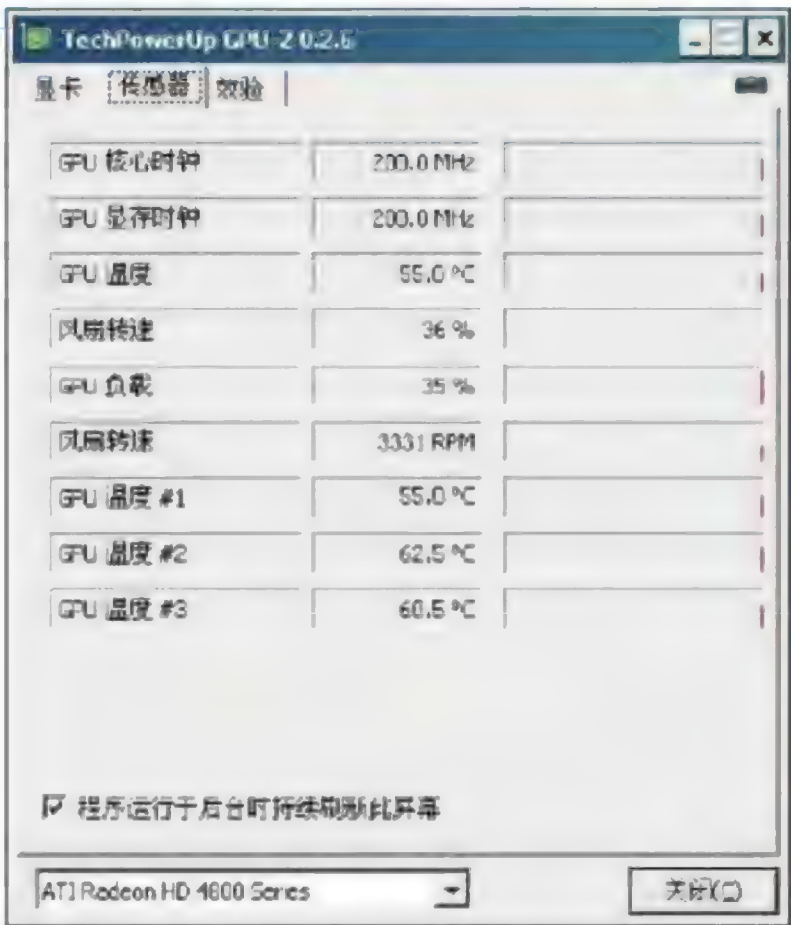 TechPowerUp GPU-Z 0.2.6
显卡 传感器 效验
GPU 核心时钟 200.0 MHz
GPU 显存时钟 200.0 MHz
GPU 温度 55.0 °C
风扇转速 36 %
GPU 负载 35 %
风扇转速 3331 RPM
GPU 温度 #1 55.0 °C
GPU 温度 #2 62.5 °C
GPU 温度 #3 60.5 °C
程序运行于后台时持续刷新此屏幕
ATI Radeon HD 4800 Series 关闭(C)